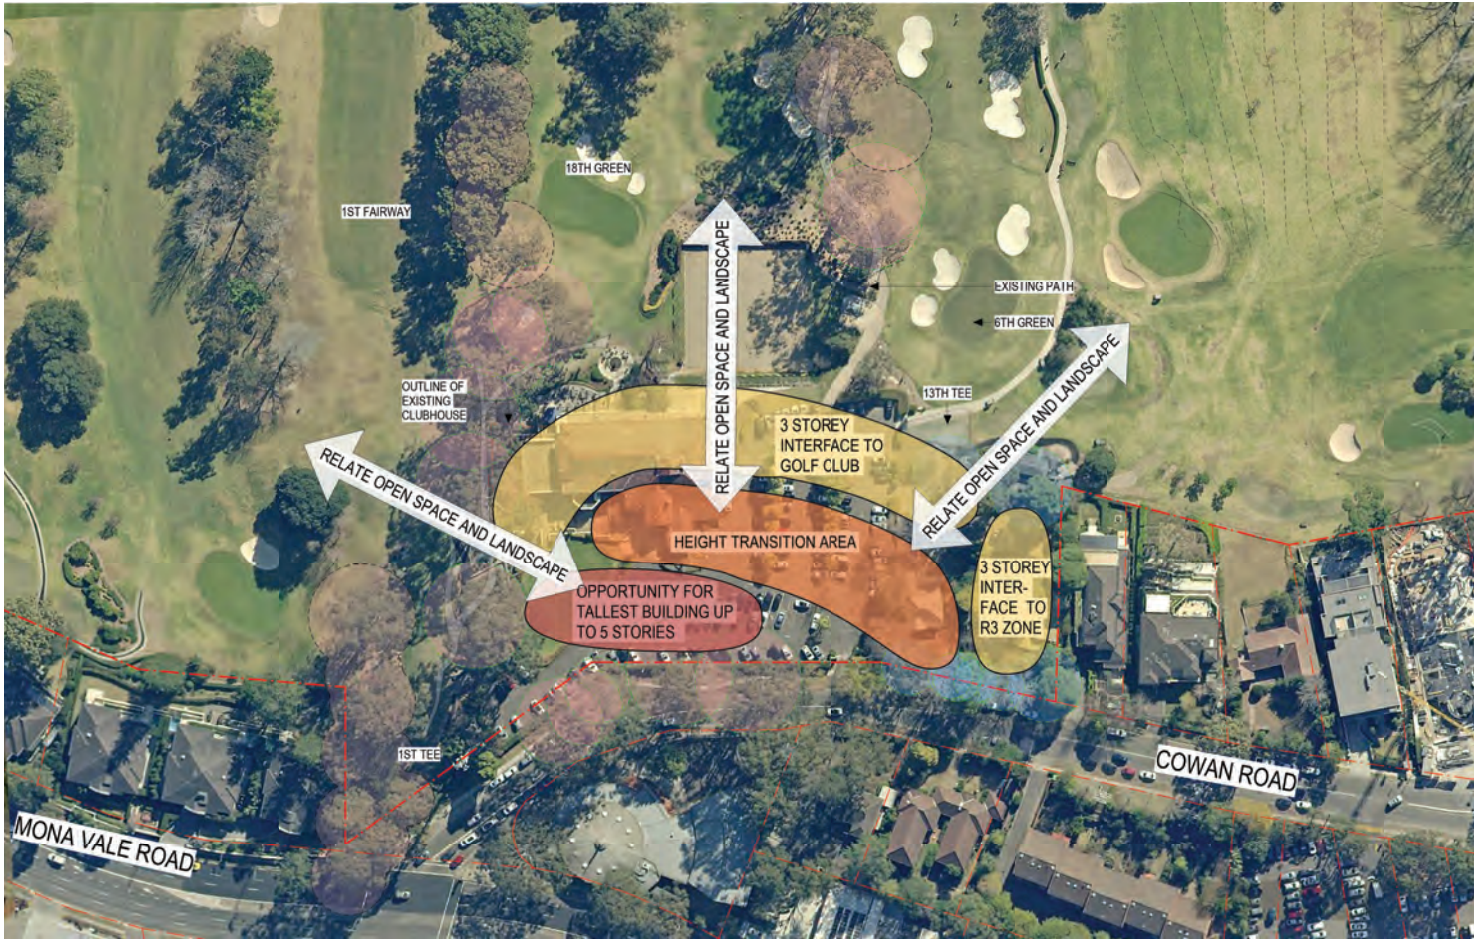 18TH GREEN
1ST FAIRWAY
RELATE OPEN SPACE AND LANDSCAPE
EXISTING PATH
6TH GREEN
OUTLINE OF
EXISTING
CLUBHOUSE
13TH TEE
3 STOREY
INTERFACE TO
GOLF CLUB
RELATE OPEN SPACE AND LANDSCAPE
RELATE OPEN SPACE AND LANDSCAPE
HEIGHT TRANSITION AREA
3 STOREY
INTER-
FACE TO
R3 ZONE
OPPORTUNITY FOR
TALLEST BUILDING UP
TO 5 STORIES
1ST TEE
COWAN ROAD
MONA VALE ROAD